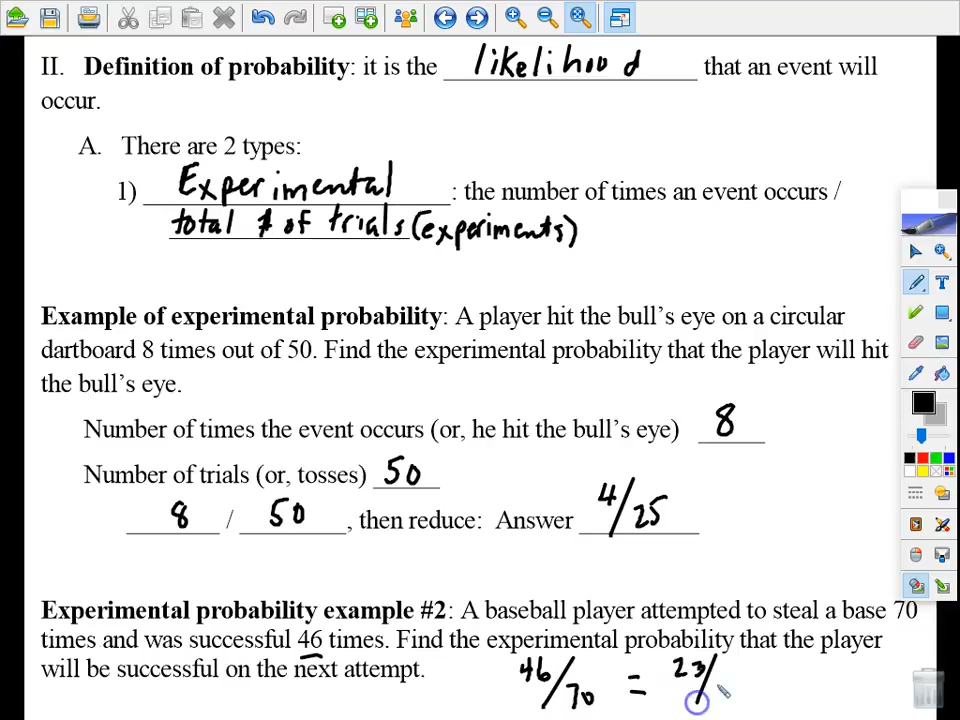 II. Definition of probability: it is the likelihood that an event will
occur.
A. There are 2 types:
1) Experimental : the number of times an event occurs /
total # of trials (experiments)
Example of experimental probability: A player hit the bull's eye on a circular
dartboard 8 times out of 50. Find the experimental probability that the player will hit
the bull's eye.
Number of times the event occurs (or, he hit the bull's eye) 8
Number of trials (or, tosses) 50
8 / 50, then reduce: Answer 4/25
Experimental probability example #2: A baseball player attempted to steal a base 70
times and was successful 46 times. Find the experimental probability that the player
will be successful on the next attempt.
46/70 = 23/
T